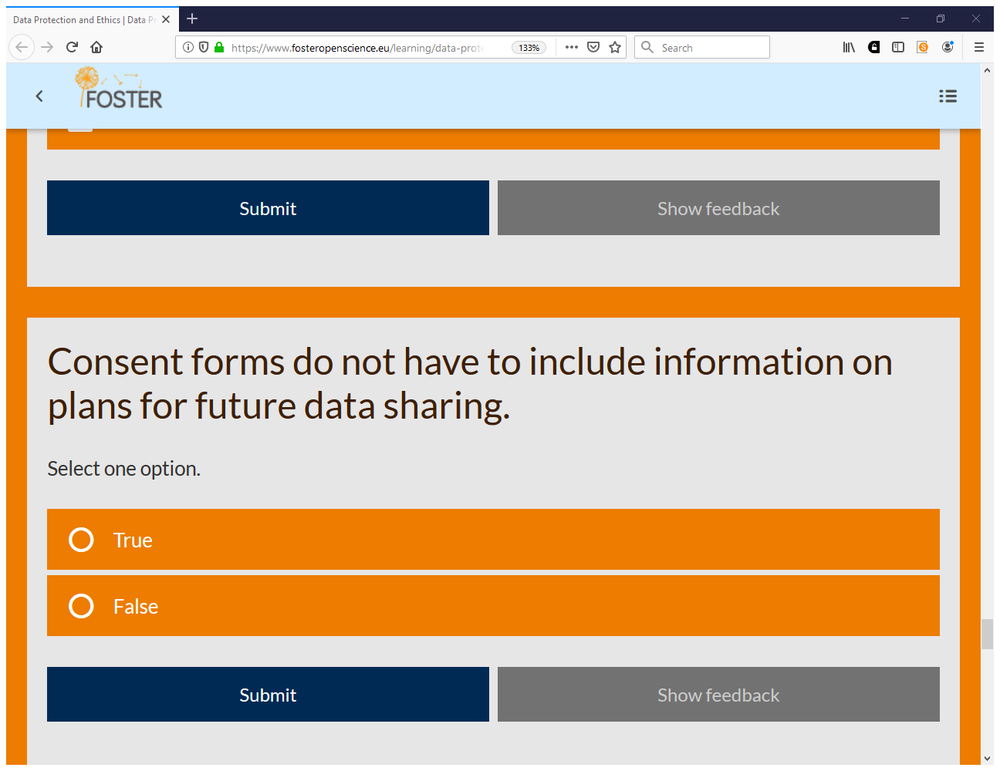 Data Protection and Ethics | Data Pr
https://www.fosteropenscience.eu/learning/data-prote
133%
Search
FOSTER
Submit
Show feedback
Consent forms do not have to include information on
plans for future data sharing.
Select one option.
True
False
Submit
Show feedback